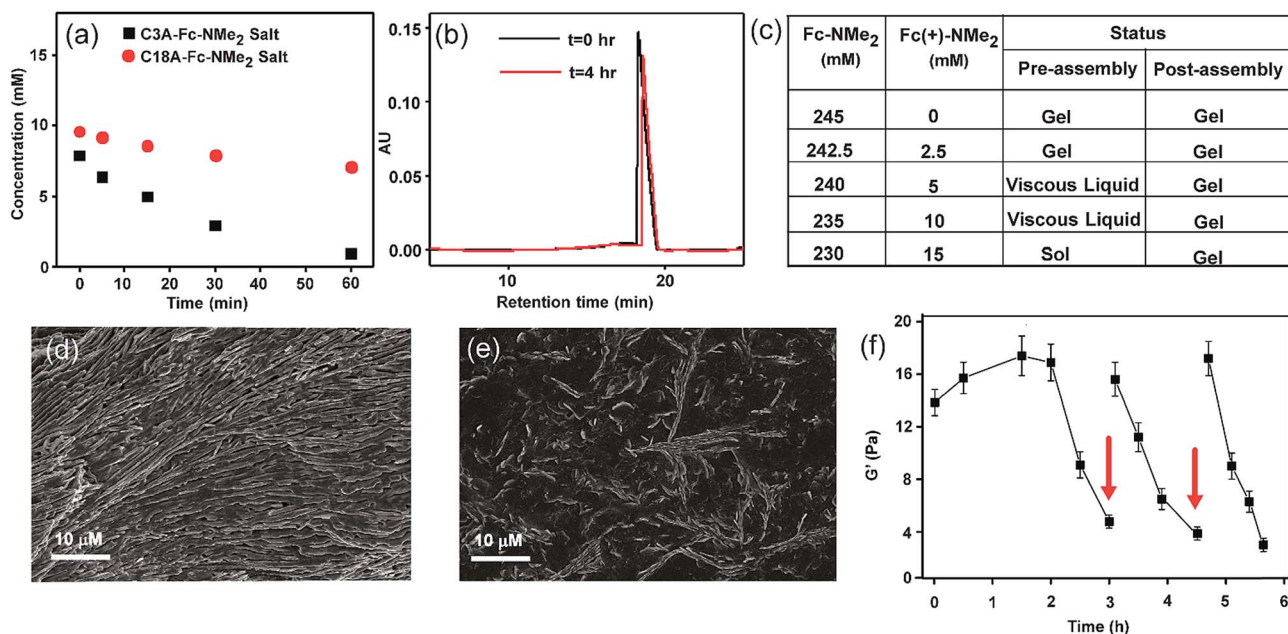 (a)
C3A-Fc-NMe₂ Salt
C18A-Fc-NMe₂ Salt
Concentration (mM)
15
10
5
0
0 10 20 30 40 50 60
Time (min)
(b)
t=0 hr
t=4 hr
AU
0.15
0.10
0.05
0.00
10 20
Retention time (min)
(c)
Fc-NMe₂ (mM) Fc(+)-NMe₂ (mM) Status
Pre-assembly Post-assembly
245 0 Gel Gel
242.5 2.5 Gel Gel
240 5 Viscous Liquid Gel
235 10 Viscous Liquid Gel
230 15 Sol Gel
(d)
10 μM
(e)
10 μM
(f)
G' (Pa)
20
16
12
8
4
0
0 1 2 3 4 5 6
Time (h)